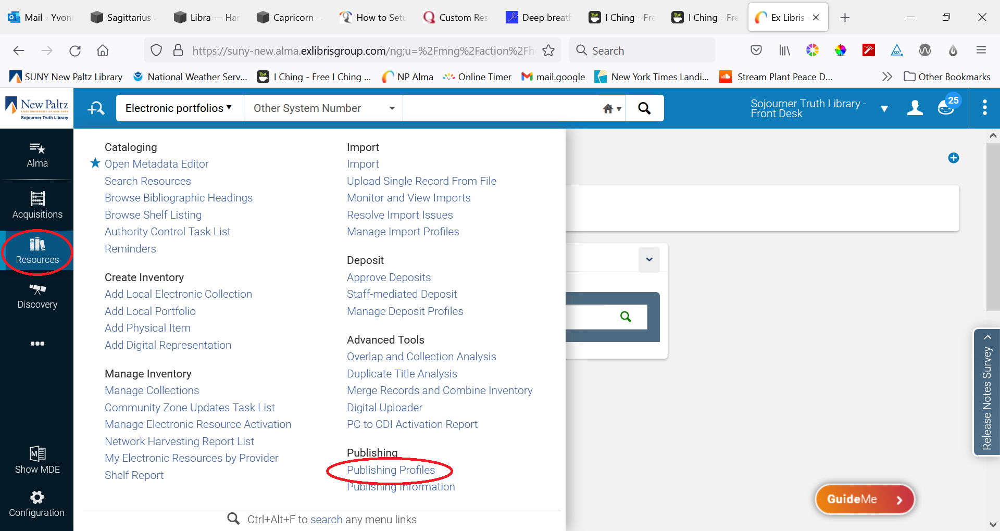 Mail - Yvon
Sagittarius -
Libra — Har
Capricorn —
How to Setu
Custom Res
Deep breath
I Ching - Fre
I Ching - Fre
Ex Libris -
https://suny-new.alma.exlibrisgroup.com/ng;u=%2Fmng%2Faction%2Fho
Search
SUNY New Paltz Library
National Weather Serv...
I Ching - Free I Ching ...
NP Alma
Online Timer
mail.google
New York Times Landi...
Stream Plant Peace D...
Other Bookmarks
New Paltz
STATE UNIVERSITY OF NEW YORK
Sojourner Truth Library
Electronic portfolios
Other System Number
Sojourner Truth Library -
Front Desk
25
Alma
Acquisitions
Resources
Discovery
Show MDE
Configuration
Cataloging
Open Metadata Editor
Search Resources
Browse Bibliographic Headings
Browse Shelf Listing
Authority Control Task List
Reminders
Create Inventory
Add Local Electronic Collection
Add Local Portfolio
Add Physical Item
Add Digital Representation
Manage Inventory
Manage Collections
Community Zone Updates Task List
Manage Electronic Resource Activation
Network Harvesting Report List
My Electronic Resources by Provider
Shelf Report
Import
Import
Upload Single Record From File
Monitor and View Imports
Resolve Import Issues
Manage Import Profiles
Deposit
Approve Deposits
Staff-mediated Deposit
Manage Deposit Profiles
Advanced Tools
Overlap and Collection Analysis
Duplicate Title Analysis
Merge Records and Combine Inventory
Digital Uploader
PC to CDI Activation Report
Publishing
Publishing Profiles
Publishing Information
Ctrl+Alt+F to search any menu links
Release Notes Survey
GuideMe